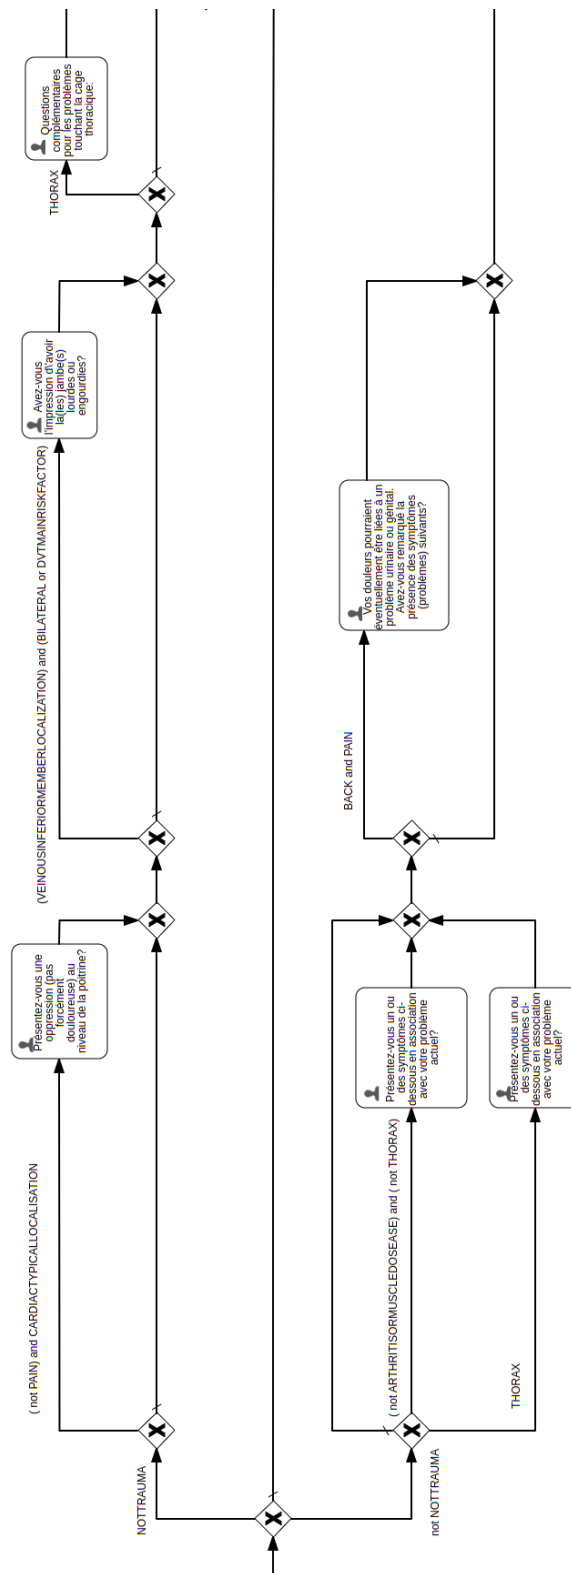 Questions
complémentaires
pour les problèmes
touchant la cage
thoracique:
THORAX
Avez-vous
l'impression d\'avoir
la(les) jambe(s)
lourdes ou
engourdies?
(VEINOUSINFERIORMEMBERLOCALIZATION) and (BILATERAL or DVTMAINRISKFACTOR)
Présentez-vous une
oppression (pas
forcément
douloureuse) au
niveau de la poitrine?
( not PAIN) and CARDIACTYPICALLOCALISATION
NOTTRAUMA
Vos douleurs pourraient
éventuellement être liées à un
problème urinaire ou génital.
Avez-vous remarqué la
présence des symptômes
(problèmes) suivants?
BACK and PAIN
Présentez-vous un ou
des symptômes ci-
dessous en association
avec votre problème
actuel?
Présentez-vous un ou
des symptômes ci-
dessous en association
avec votre problème
actuel?
( not ARTHRITISORMUSCLEDOSEASE) and ( not THORAX)
THORAX
not NOTTRAUMA